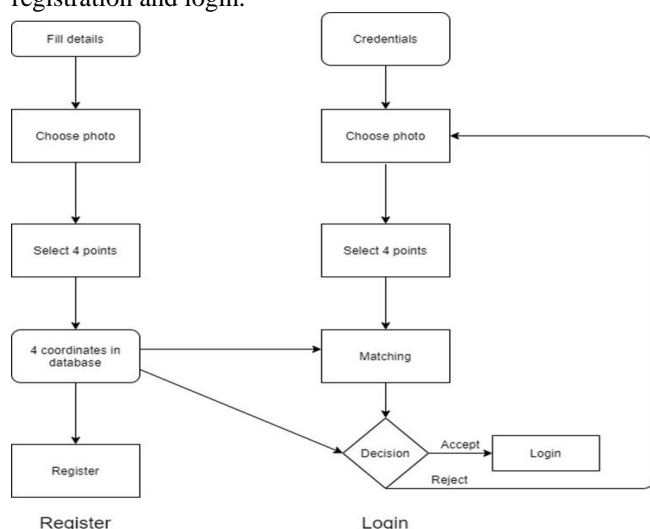 registration and login.
Fill details
Choose photo
Select 4 points
4 coordinates in
database
Register
Register
Credentials
Choose photo
Select 4 points
Matching
Decision
Accept
Login
Reject
Login